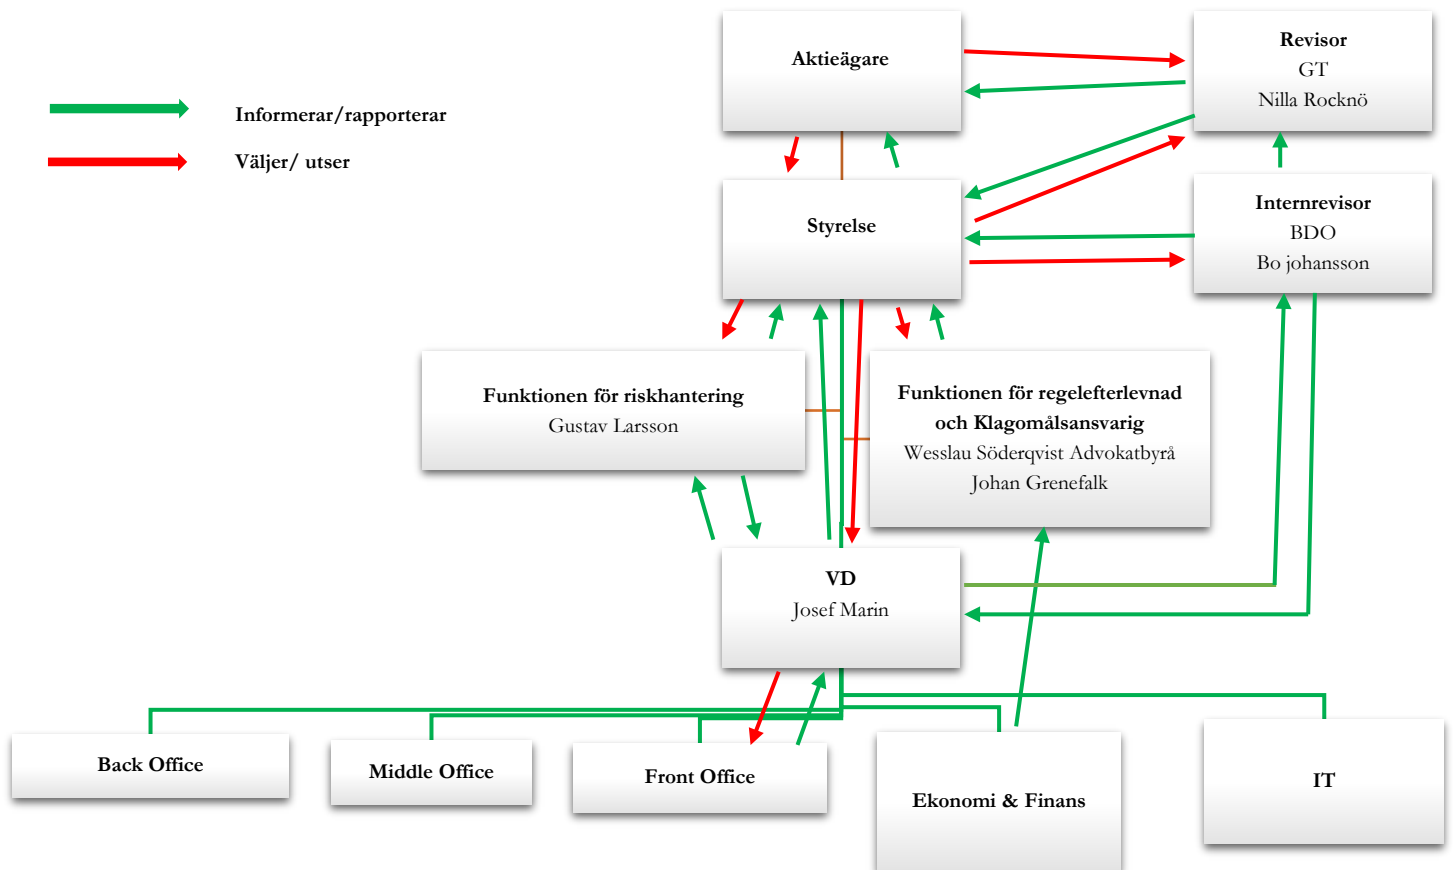 Aktieägare
Revisor
GT
Nilla Rocknö
Informerar/rapporterar
Väljer/ utser
Styrelse
Internrevisor
BDO
Bo johansson
Funktionen för riskhantering
Gustav Larsson
Funktionen för regelefterlevnad
och Klagomålsansvarig
Wesslau Söderqvist Advokatbyrå
Johan Grenefalk
VD
Josef Marin
Back Office
Middle Office
Front Office
Ekonomi & Finans
IT